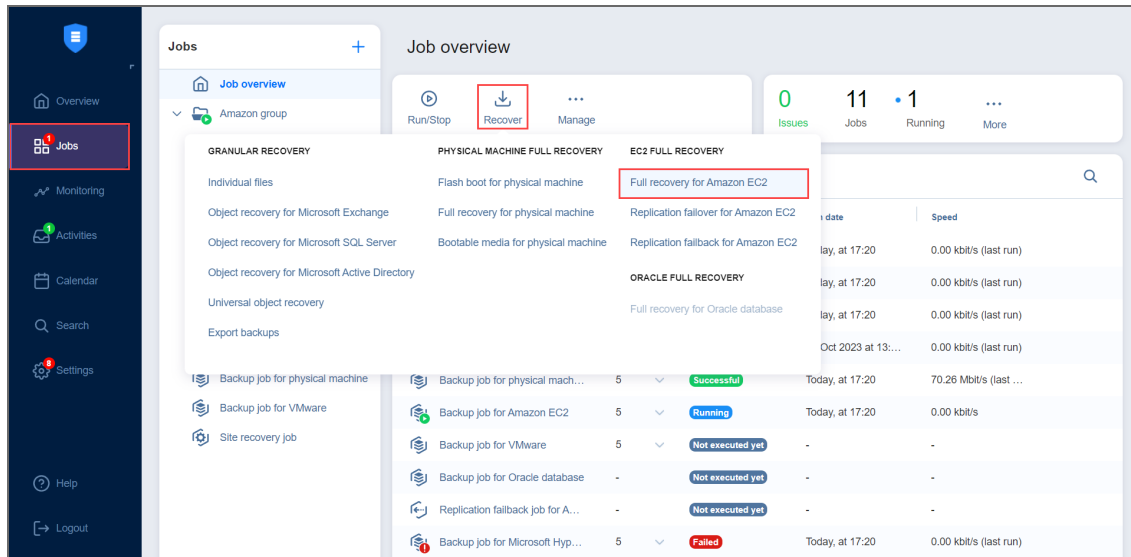 Overview
1
Jobs
Monitoring
1
Activities
Calendar
Search
8
Settings
Help
Logout
Jobs
Job overview
Amazon group
Backup job for physical machine
Backup job for VMware
Site recovery job
Job overview
Run/Stop
Recover
Manage
0
Issues
11
Jobs
1
Running
More
GRANULAR RECOVERY
Individual files
Object recovery for Microsoft Exchange
Object recovery for Microsoft SQL Server
Object recovery for Microsoft Active Directory
Universal object recovery
Export backups
PHYSICAL MACHINE FULL RECOVERY
Flash boot for physical machine
Full recovery for physical machine
Bootable media for physical machine
EC2 FULL RECOVERY
Full recovery for Amazon EC2
Replication failover for Amazon EC2
Replication failback for Amazon EC2
ORACLE FULL RECOVERY
Full recovery for Oracle database
date Speed
lay, at 17:20 0.00 kbit/s (last run)
lay, at 17:20 0.00 kbit/s (last run)
lay, at 17:20 0.00 kbit/s (last run)
Oct 2023 at 13:... 0.00 kbit/s (last run)
Backup job for physical mach... 5 Successful Today, at 17:20 70.26 Mbit/s (last ...
Backup job for Amazon EC2 5 Running Today, at 17:20 0.00 kbit/s
Backup job for VMware 5 Not executed yet - -
Backup job for Oracle database - Not executed yet - -
Replication failback job for A... - Not executed yet - -
Backup job for Microsoft Hyp... 5 Failed Today, at 17:20 0.00 kbit/s (last run)